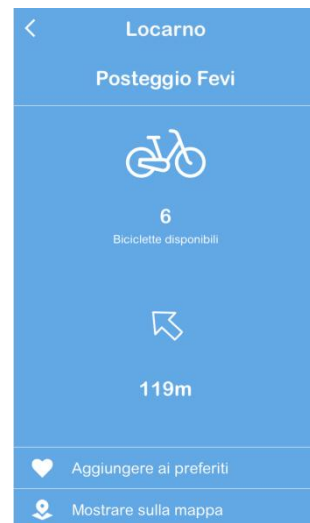 Locarno
Posteggio Fevi
6
Biciclette disponibili
119m
Aggiungere ai preferiti
Mostrare sulla mappa